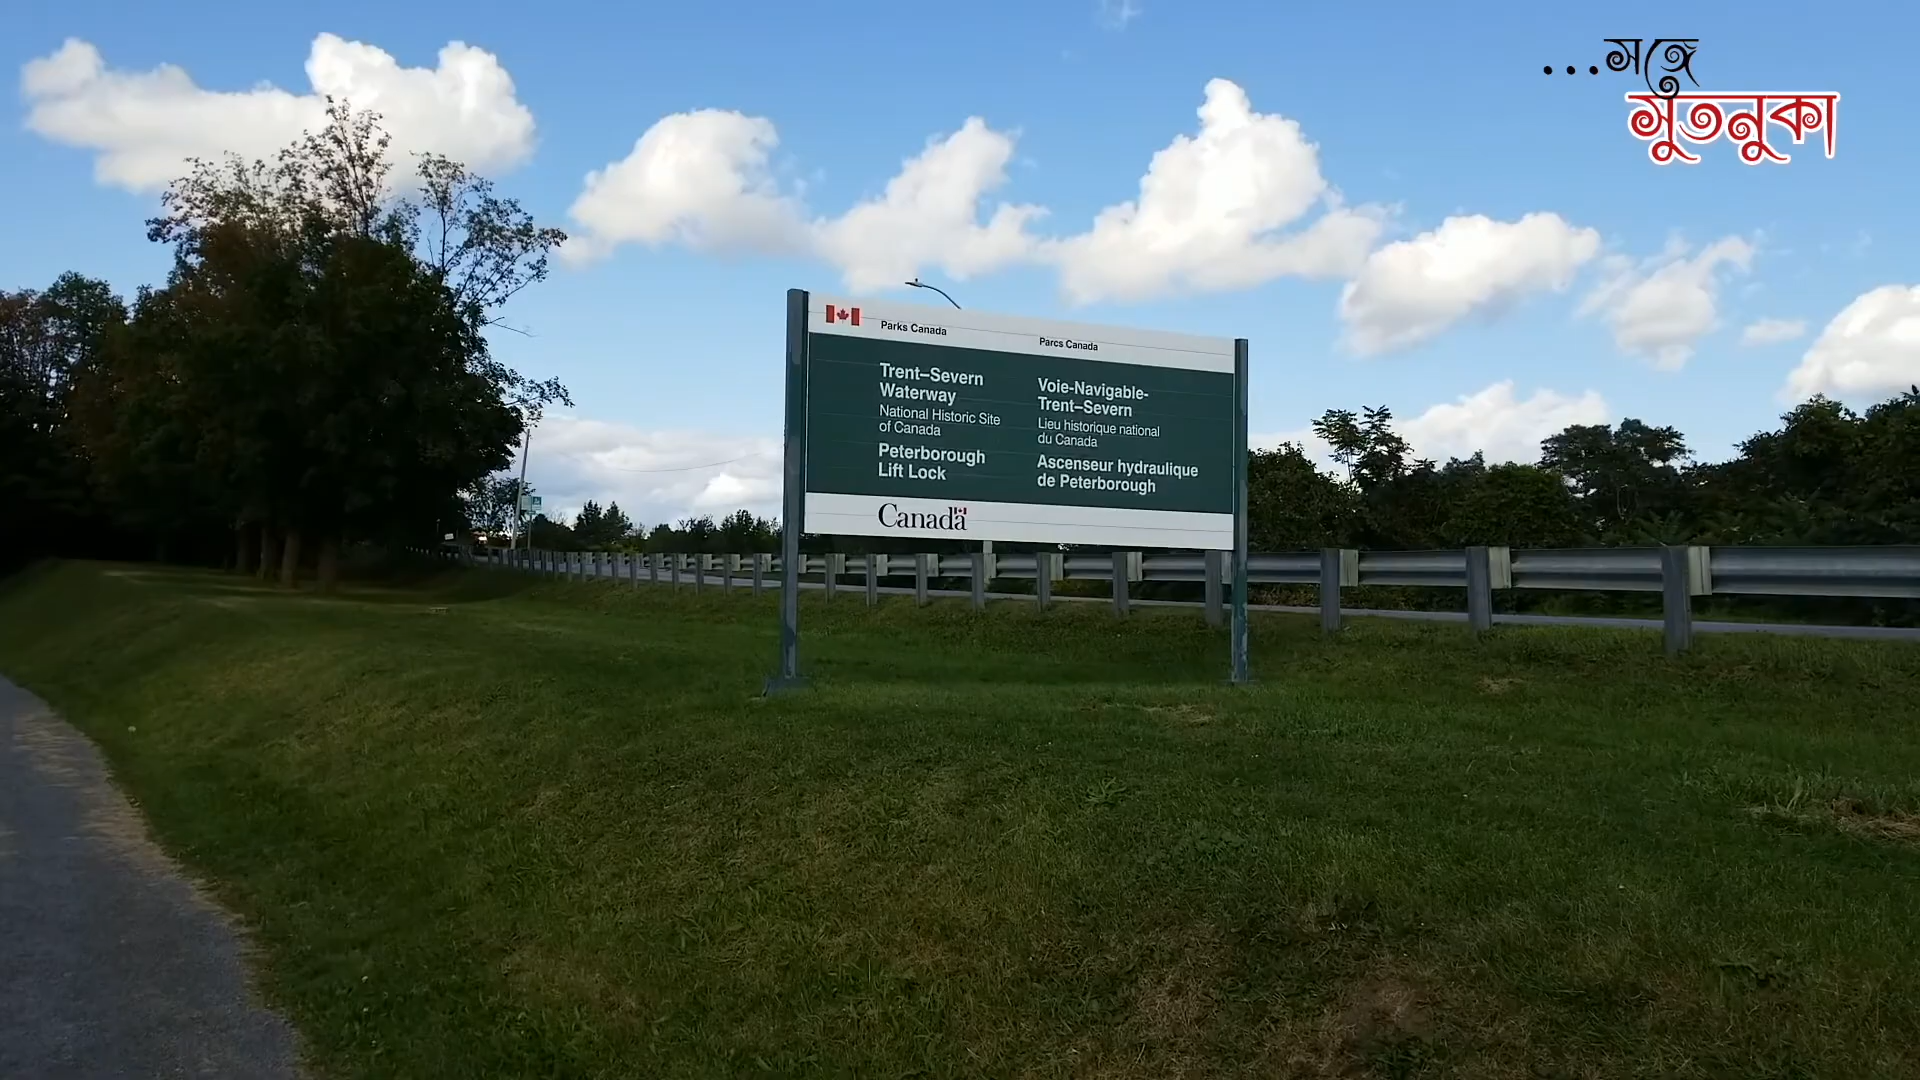 ...সঙ্গে
সুতনুকা
Parks Canada
Parcs Canada
Trent–Severn
Waterway
National Historic Site
of Canada
Peterborough
Lift Lock
Voie-Navigable-
Trent–Severn
Lieu historique national
du Canada
Ascenseur hydraulique
de Peterborough
Canada